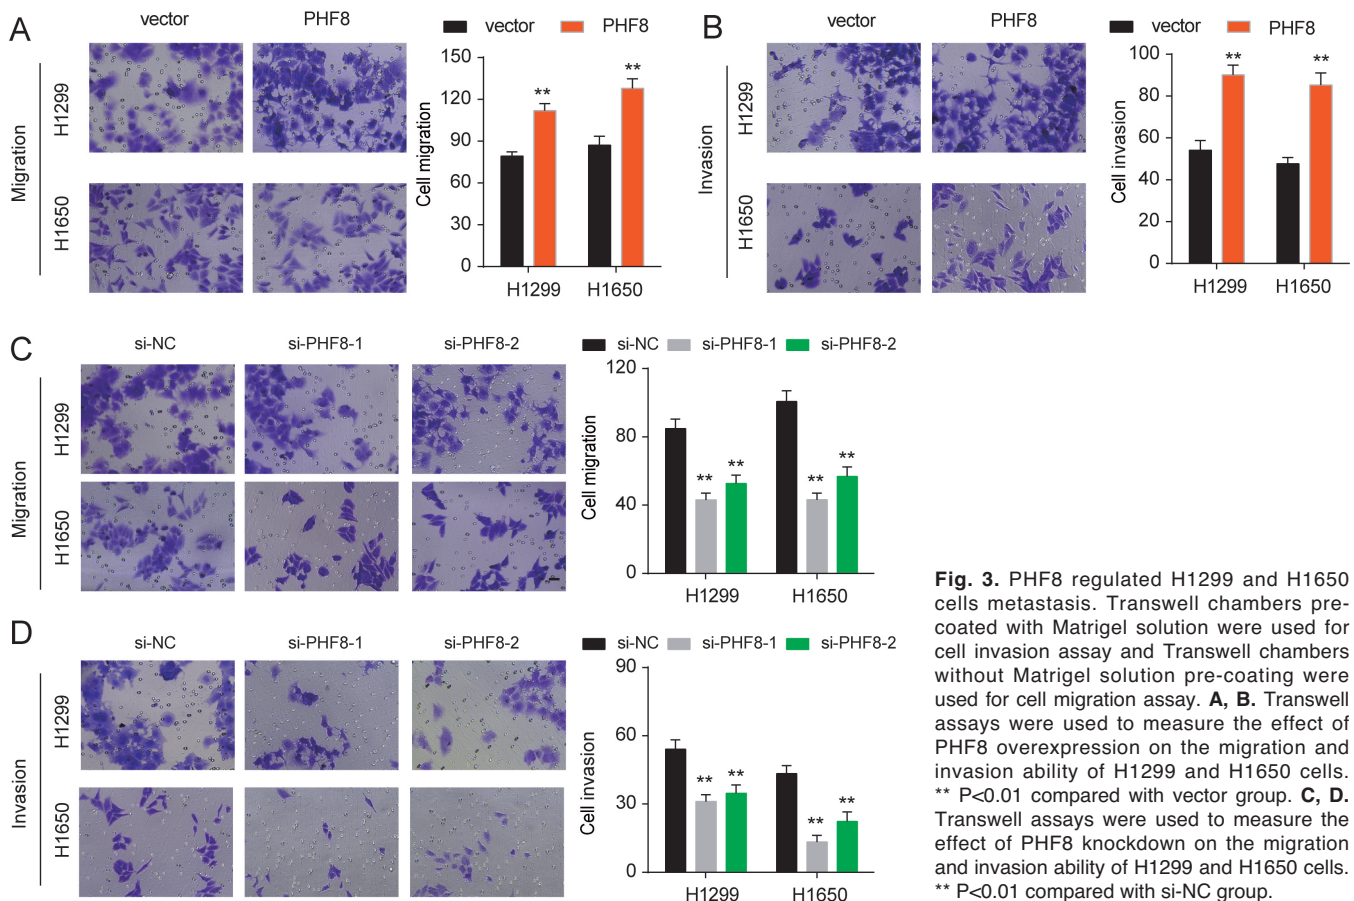 A
vector
PHF8
Migration
H1299
H1650
vector
PHF8
Cell migration
150
120
90
60
30
0
**
**
H1299
H1650
B
vector
PHF8
Invasion
H1299
H1650
vector
PHF8
Cell invasion
100
80
60
40
20
0
**
**
H1299
H1650
C
si-NC
si-PHF8-1
si-PHF8-2
Migration
H1299
H1650
si-NC
si-PHF8-1
si-PHF8-2
Cell migration
120
80
40
0
**
**
**
**
H1299
H1650
D
si-NC
si-PHF8-1
si-PHF8-2
Invasion
H1299
H1650
si-NC
si-PHF8-1
si-PHF8-2
Cell invasion
90
60
30
0
**
**
**
**
H1299
H1650
Fig. 3. PHF8 regulated H1299 and H1650
cells metastasis. Transwell chambers pre-
coated with Matrigel solution were used for
cell invasion assay and Transwell chambers
without Matrigel solution pre-coating were
used for cell migration assay. A, B. Transwell
assays were used to measure the effect of
PHF8 overexpression on the migration and
invasion ability of H1299 and H1650 cells.
** P<0.01 compared with vector group. C, D.
Transwell assays were used to measure the
effect of PHF8 knockdown on the migration
and invasion ability of H1299 and H1650 cells.
** P<0.01 compared with si-NC group.